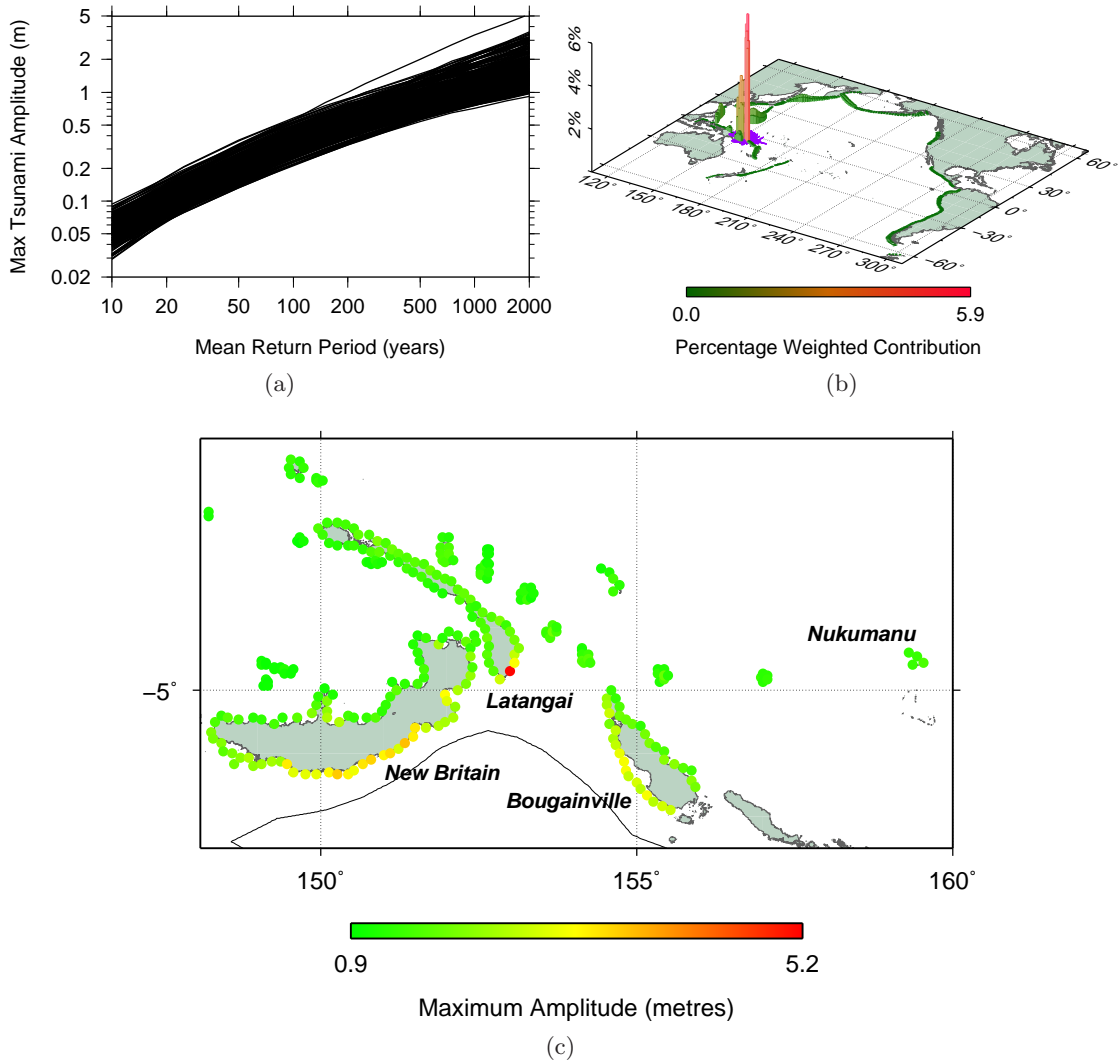 Max Tsunami Amplitude (m)
5
2
1
0.5
0.2
0.1
0.05
0.02
10 20 50 100 200 500 1000 2000
Mean Return Period (years)
(a)
6%
4%
2%
120° 150° 180° 210° 240° 270° 300°
60°
30°
0°
−30°
−60°
0.0 5.9
Percentage Weighted Contribution
(b)
Nukumanu
−5°
Latangai
New Britain
Bougainville
150° 155° 160°
0.9 5.2
Maximum Amplitude (metres)
(c)